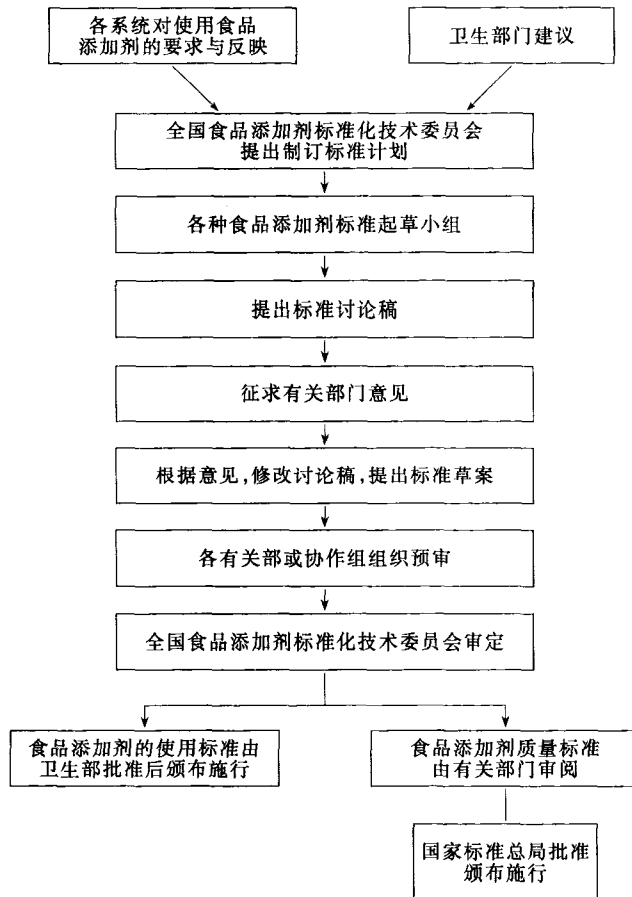 各系统对使用食品
添加剂的要求与反映
卫生部门建议
全国食品添加剂标准化技术委员会
提出制订标准计划
各种食品添加剂标准起草小组
提出标准讨论稿
征求有关部门意见
根据意见,修改讨论稿,提出标准草案
各有关部或协作组组织预审
全国食品添加剂标准化技术委员会审定
食品添加剂的使用标准由
卫生部批准后颁布施行
食品添加剂质量标准
由有关部门审阅
国家标准总局批准
颁布施行